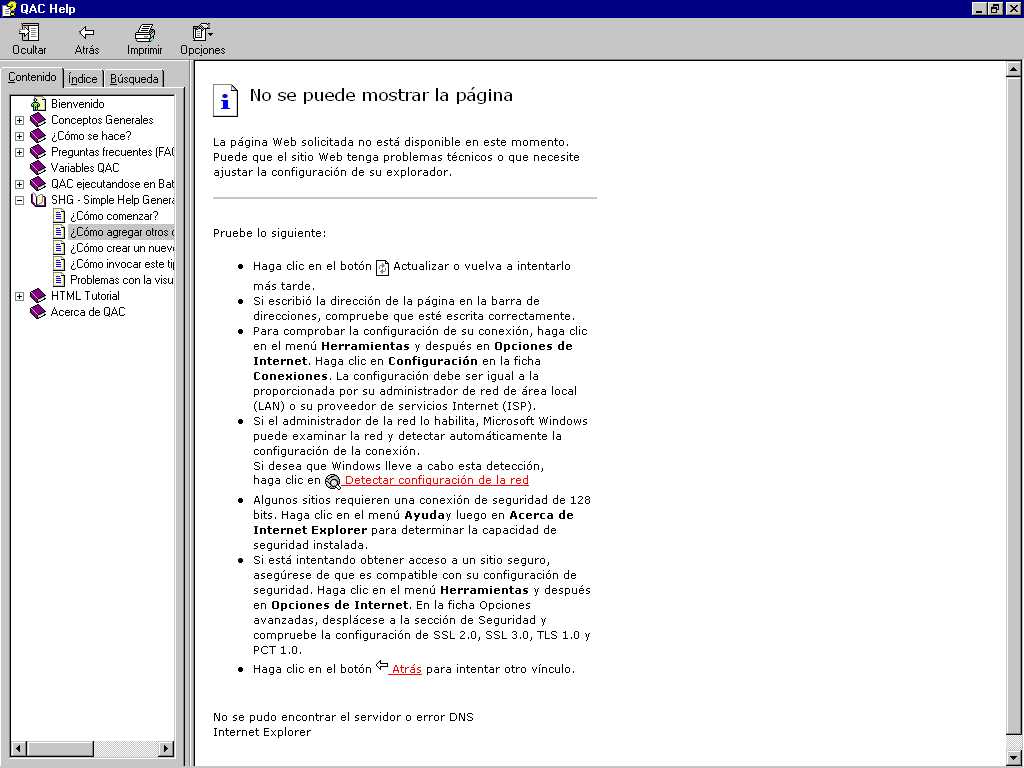 QAC Help
Ocultar
Atrás
Imprimir
Opciones
Contenido
Índice
Búsqueda
Bienvenido
Conceptos Generales
¿Cómo se hace?
Preguntas frecuentes (FAQ
Variables QAC
QAC ejecutandose en Bat
SHG - Simple Help Genera
¿Cómo comenzar?
¿Cómo agregar otros
¿Cómo crear un nuev
¿Cómo invocar este
Problemas con la visu
HTML Tutorial
Acerca de QAC
No se puede mostrar la página
La página Web solicitada no está disponible en este momento.
Puede que el sitio Web tenga problemas técnicos o que necesite
ajustar la configuración de su explorador.
Pruebe lo siguiente:
Haga clic en el botón Actualizar o vuelva a intentarlo
más tarde.
Si escribió la dirección de la página en la barra de
direcciones, compruebe que esté escrita correctamente.
Para comprobar la configuración de su conexión, haga clic
en el menú Herramientas y después en Opciones de
Internet. Haga clic en Configuración en la ficha
Conexiones. La configuración debe ser igual a la
proporcionada por su administrador de red de área local
(LAN) o su proveedor de servicios Internet (ISP).
Si el administrador de la red lo habilita, Microsoft Windows
puede examinar la red y detectar automáticamente la
configuración de la conexión.
Si desea que Windows lleve a cabo esta detección,
haga clic en Detectar configuración de la red
Algunos sitios requieren una conexión de seguridad de 128
bits. Haga clic en el menú Ayuday luego en Acerca de
Internet Explorer para determinar la capacidad de
seguridad instalada.
Si está intentando obtener acceso a un sitio seguro,
asegúrese de que es compatible con su configuración de
seguridad. Haga clic en el menú Herramientas y después
en Opciones de Internet. En la ficha Opciones
avanzadas, desplácese a la sección de Seguridad y
compruebe la configuración de SSL 2.0, SSL 3.0, TLS 1.0 y
PCT 1.0.
Haga clic en el botón Atrás para intentar otro vínculo.
No se pudo encontrar el servidor o error DNS
Internet Explorer